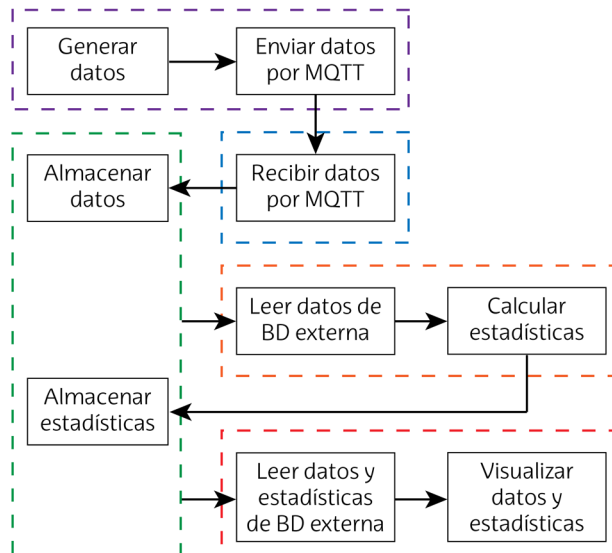 Generar
datos
Enviar datos
por MQTT
Almacenar
datos
Recibir datos
por MQTT
Leer datos de
BD externa
Calcular
estadísticas
Almacenar
estadísticas
Leer datos y
estadísticas
de BD externa
Visualizar
datos y
estadísticas